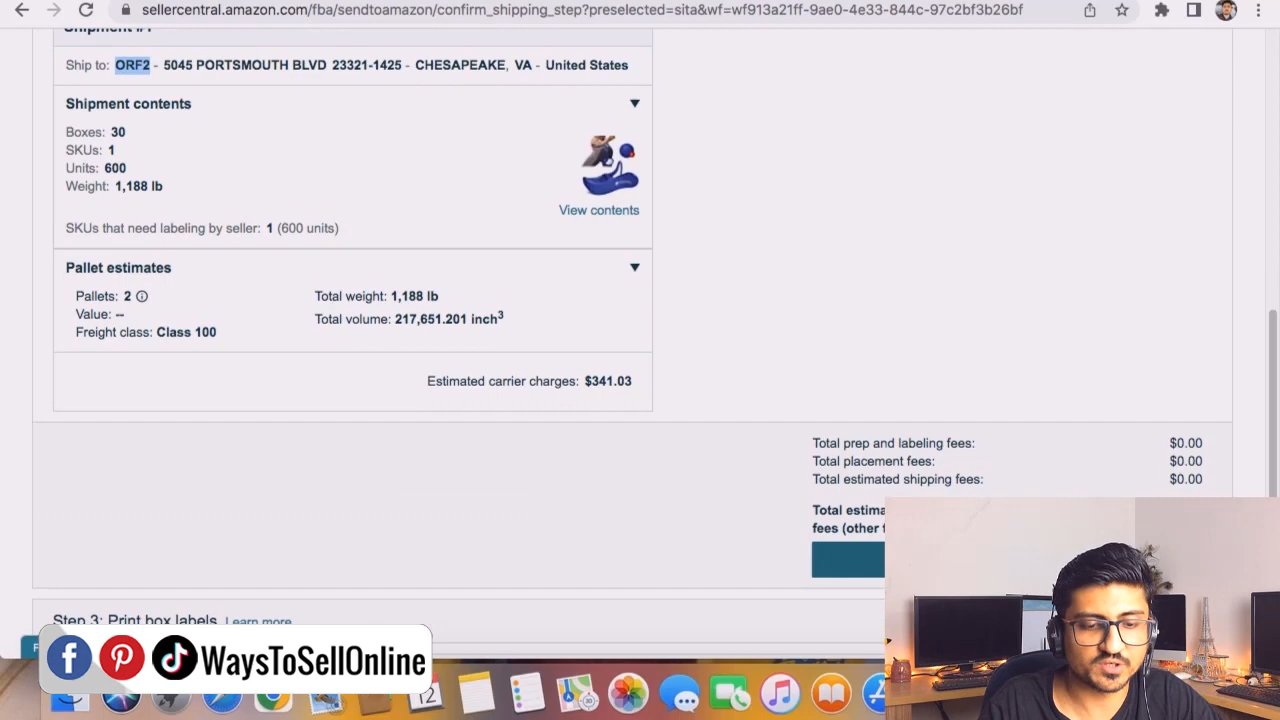 sellercentral.amazon.com/fba/sendtoamazon/confirm_shipping_step?preselected=sita&wf=wf913a21ff-9ae0-4e33-844c-97c2bf3b26bf
Shipment #1
Ship to: ORF2 - 5045 PORTSMOUTH BLVD 23321-1425 - CHESAPEAKE, VA - United States
Shipment contents
Boxes: 30
SKUs: 1
Units: 600
Weight: 1,188 lb
View contents
SKUs that need labeling by seller: 1 (600 units)
Pallet estimates
Pallets: 2
Total weight: 1,188 lb
Value: --
Total volume: 217,651.201 inch³
Freight class: Class 100
Estimated carrier charges: $341.03
Total prep and labeling fees: $0.00
Total placement fees: $0.00
Total estimated shipping fees: $0.00
Total estima
fees (other f
Step 3: Print box labels Learn more
F
WaysToSellOnline
12